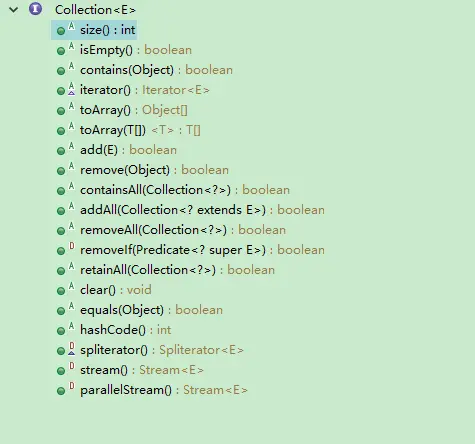 Collection<E>
A size() : int
A isEmpty() : boolean
A contains(Object) : boolean
A iterator() : Iterator<E>
A toArray() : Object[]
A toArray(T[]) <T> : T[]
A add(E) : boolean
A remove(Object) : boolean
A containsAll(Collection<?>) : boolean
A addAll(Collection<? extends E>) : boolean
A removeAll(Collection<?>) : boolean
D removeIf(Predicate<? super E>) : boolean
A retainAll(Collection<?>) : boolean
A clear() : void
A equals(Object) : boolean
A hashCode() : int
D spliterator() : Spliterator<E>
D stream() : Stream<E>
D parallelStream() : Stream<E>